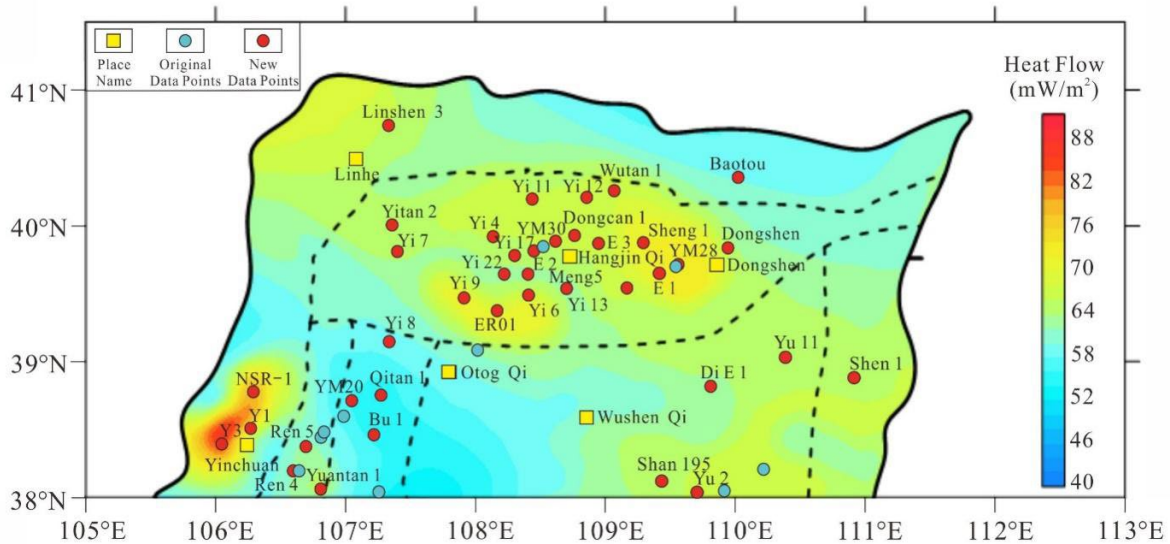 Place
Name
Original
Data Points
New
Data Points
Heat Flow
(mW/m²)
88
82
76
70
64
58
52
46
40
41°N
40°N
39°N
38°N
105°E
106°E
107°E
108°E
109°E
110°E
111°E
112°E
113°E
Linshen 3
Linhe
Baotou
Wutan 1
Yi 11
Yi 12
Yitan 2
Yi 4
YM30
Dongcan 1
Sheng 1
Dongshen
Yi 7
Yi 17
E 3
YM28
Hangjin Qi
Dongshen
Yi 22
E 2
Meng5
E 1
Yi 9
Yi 6
Yi 13
ER01
Yi 8
Otog Qi
Yu 11
Shen 1
Di E 1
NSR-1
YM20
Qitan 1
Wushen Qi
Y1
Bu 1
Y3
Ren 5
Yinchuan
Yuantan 1
Ren 4
Shan 195
Yu 2